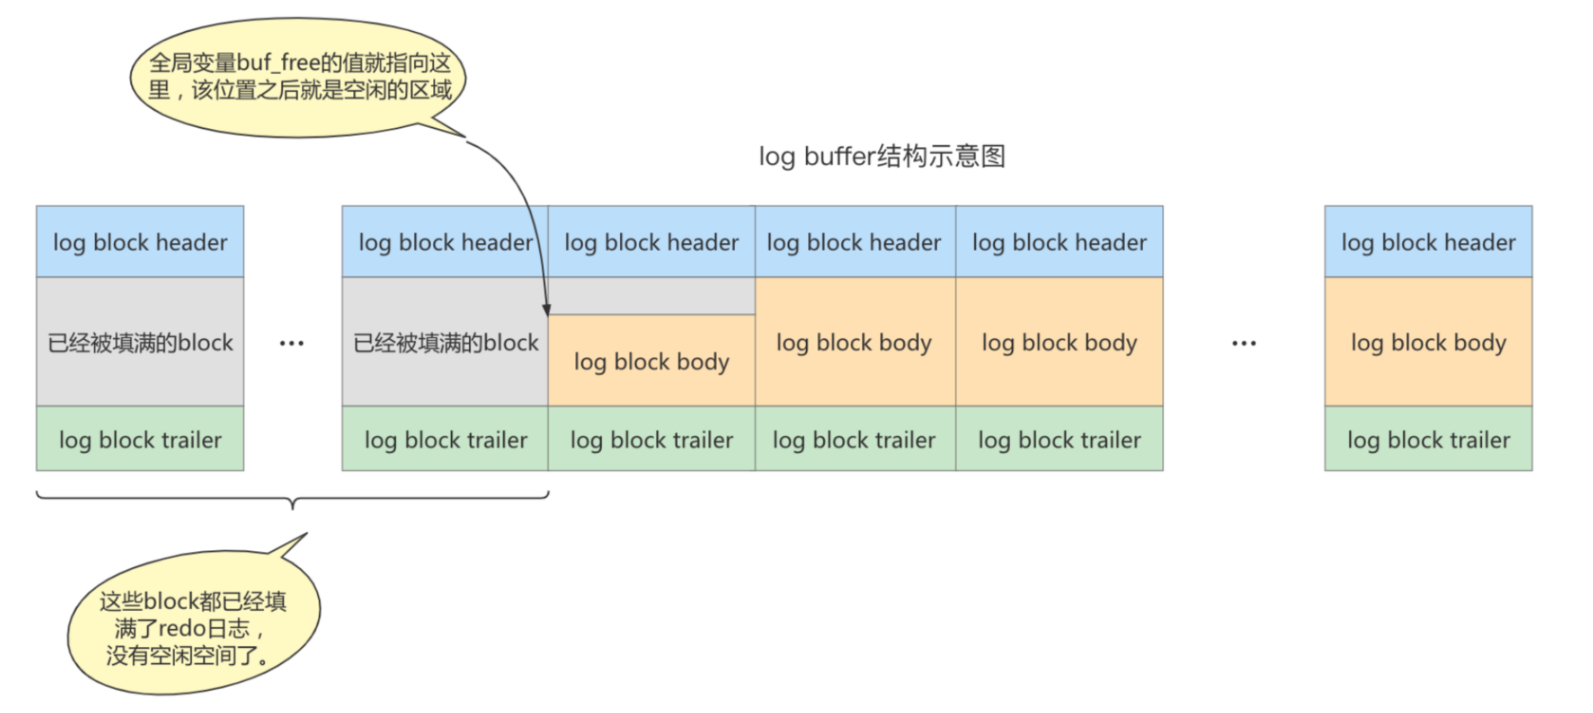 全局变量buf_free的值就指向这
里，该位置之后就是空闲的区域
log buffer结构示意图
log block header
log block header
log block header
log block header
log block header
log block header
已经被填满的block
...
已经被填满的block
log block body
log block body
log block body
...
log block body
log block trailer
log block trailer
log block trailer
log block trailer
log block trailer
log block trailer
这些block都已经填
满了redo日志，
没有空闲空间了。